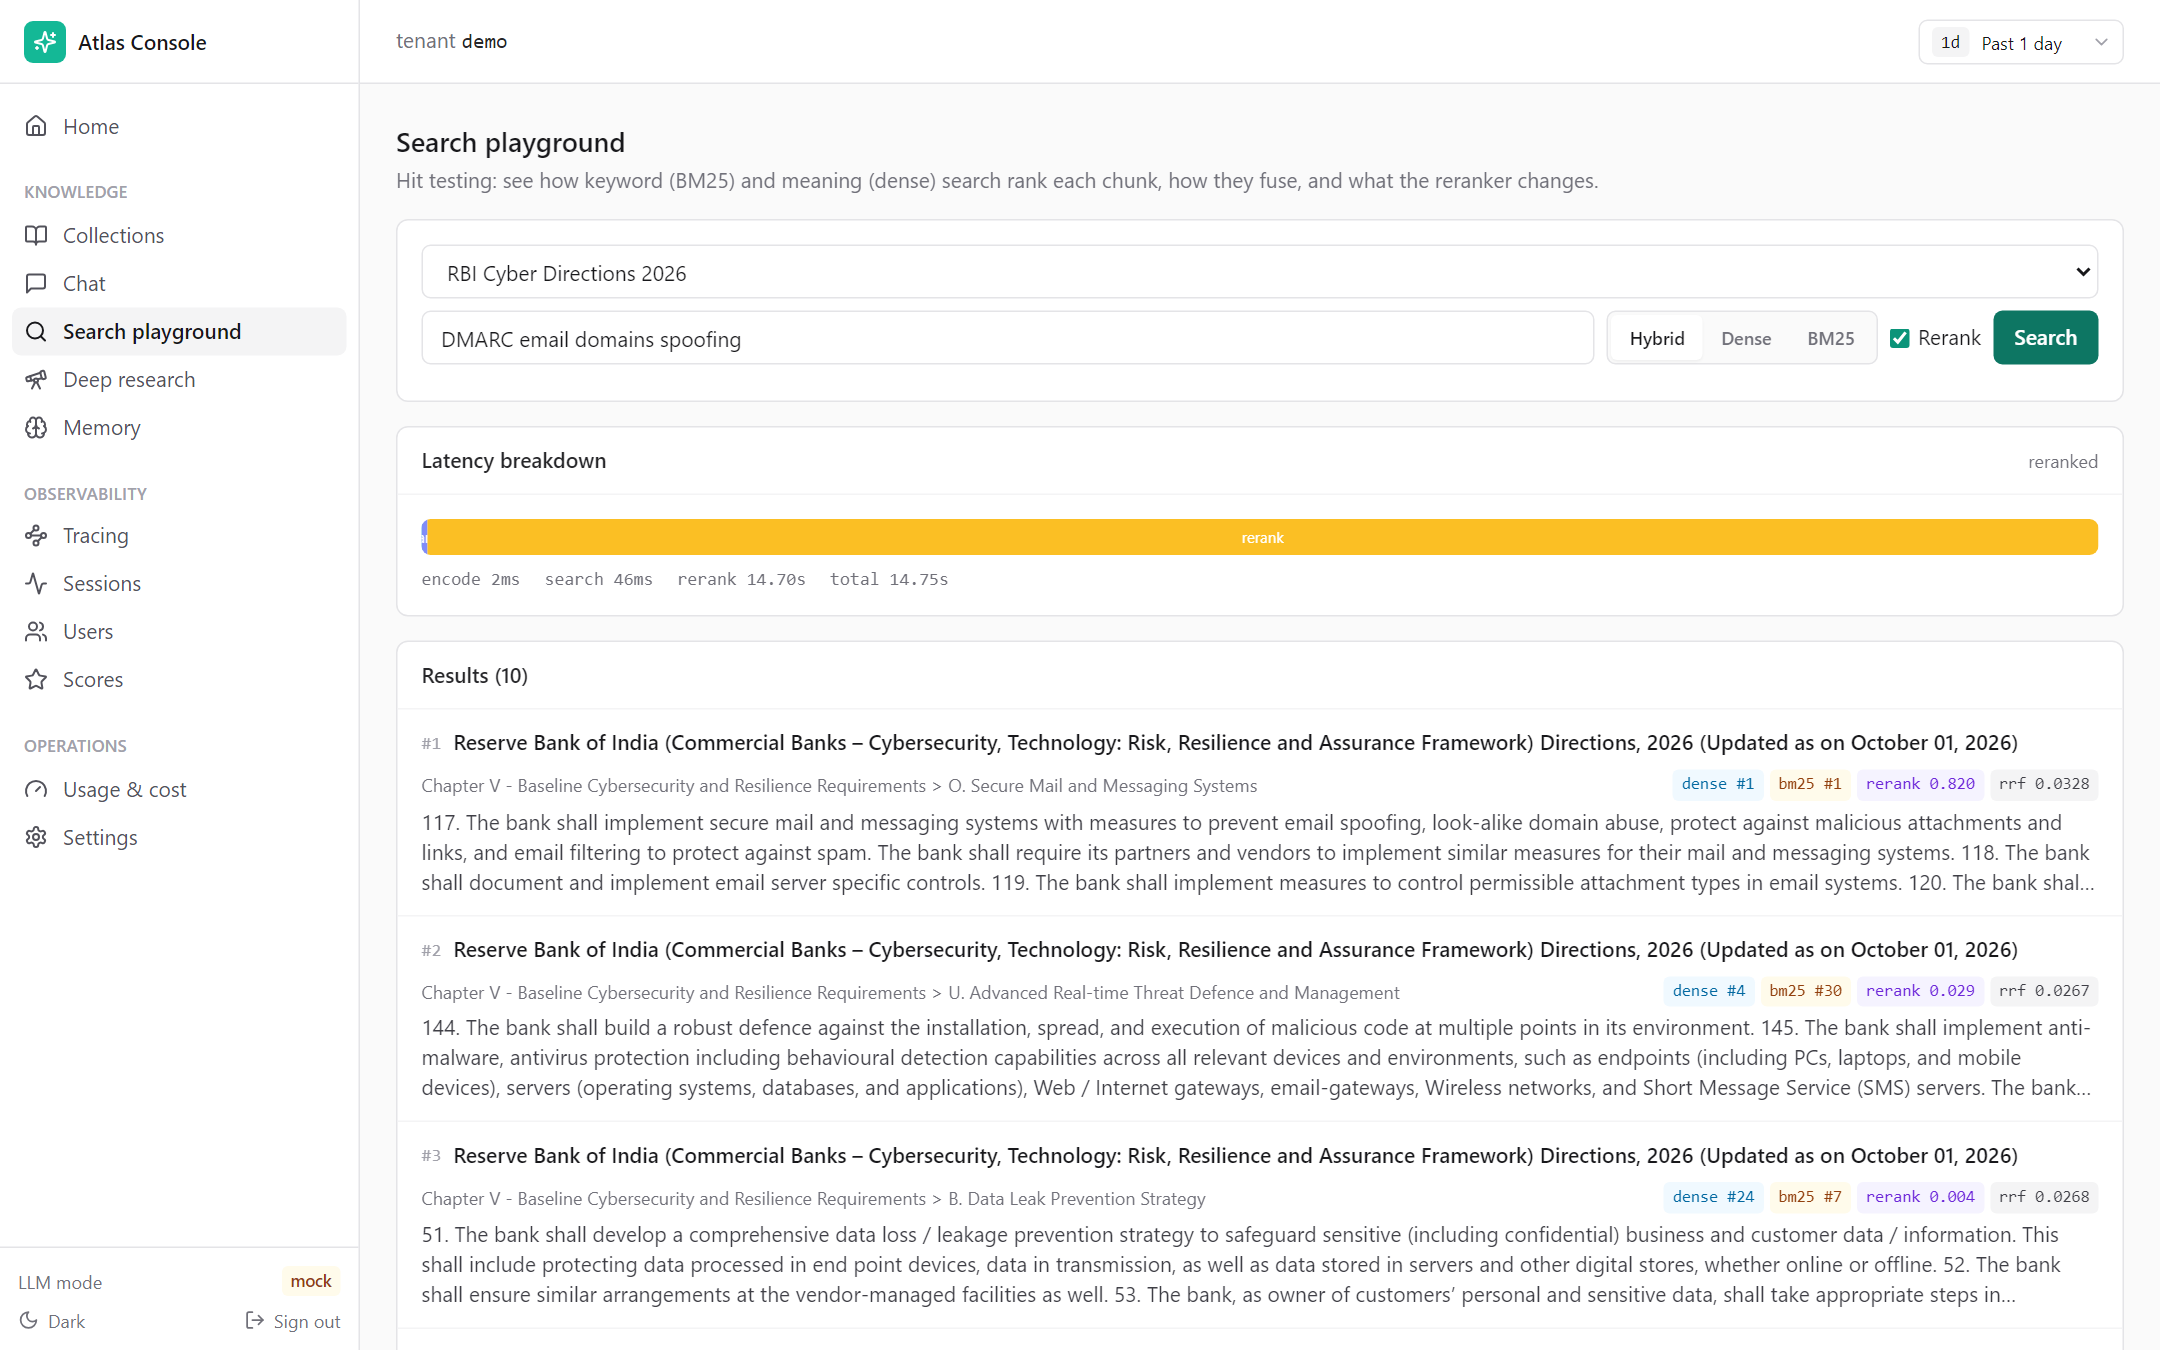 Atlas Console
tenant demo
1d Past 1 day
Home
KNOWLEDGE
Collections
Chat
Search playground
Deep research
Memory
OBSERVABILITY
Tracing
Sessions
Users
Scores
OPERATIONS
Usage & cost
Settings
LLM mode mock
Dark Sign out
Search playground
Hit testing: see how keyword (BM25) and meaning (dense) search rank each chunk, how they fuse, and what the reranker changes.
RBI Cyber Directions 2026
DMARC email domains spoofing
Hybrid Dense BM25 Rerank Search
Latency breakdown reranked
rerank
encode 2ms search 46ms rerank 14.70s total 14.75s
Results (10)
#1 Reserve Bank of India (Commercial Banks – Cybersecurity, Technology: Risk, Resilience and Assurance Framework) Directions, 2026 (Updated as on October 01, 2026)
Chapter V - Baseline Cybersecurity and Resilience Requirements > O. Secure Mail and Messaging Systems dense #1 bm25 #1 rerank 0.820 rrf 0.0328
117. The bank shall implement secure mail and messaging systems with measures to prevent email spoofing, look-alike domain abuse, protect against malicious attachments and
links, and email filtering to protect against spam. The bank shall require its partners and vendors to implement similar measures for their mail and messaging systems. 118. The bank
shall document and implement email server specific controls. 119. The bank shall implement measures to control permissible attachment types in email systems. 120. The bank shal...
#2 Reserve Bank of India (Commercial Banks – Cybersecurity, Technology: Risk, Resilience and Assurance Framework) Directions, 2026 (Updated as on October 01, 2026)
Chapter V - Baseline Cybersecurity and Resilience Requirements > U. Advanced Real-time Threat Defence and Management dense #4 bm25 #30 rerank 0.029 rrf 0.0267
144. The bank shall build a robust defence against the installation, spread, and execution of malicious code at multiple points in its environment. 145. The bank shall implement anti-
malware, antivirus protection including behavioural detection capabilities across all relevant devices and environments, such as endpoints (including PCs, laptops, and mobile
devices), servers (operating systems, databases, and applications), Web / Internet gateways, email-gateways, Wireless networks, and Short Message Service (SMS) servers. The bank...
#3 Reserve Bank of India (Commercial Banks – Cybersecurity, Technology: Risk, Resilience and Assurance Framework) Directions, 2026 (Updated as on October 01, 2026)
Chapter V - Baseline Cybersecurity and Resilience Requirements > B. Data Leak Prevention Strategy dense #24 bm25 #7 rerank 0.004 rrf 0.0268
51. The bank shall develop a comprehensive data loss / leakage prevention strategy to safeguard sensitive (including confidential) business and customer data / information. This
shall include protecting data processed in end point devices, data in transmission, as well as data stored in servers and other digital stores, whether online or offline. 52. The bank
shall ensure similar arrangements at the vendor-managed facilities as well. 53. The bank, as owner of customers’ personal and sensitive data, shall take appropriate steps in...